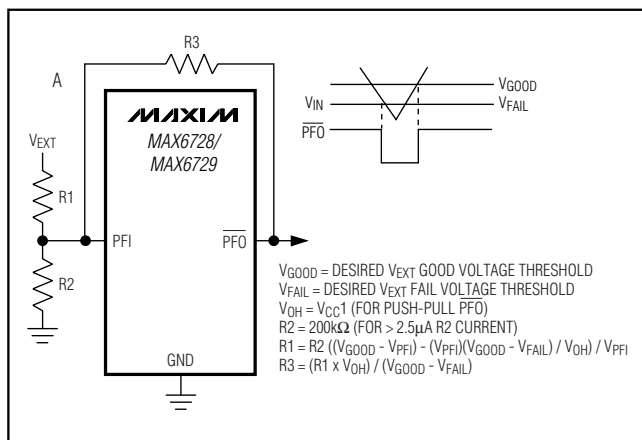 A
R3
MAXIM
MAX6728/
MAX6729
VEXT
R1
PFI
PFO
R2
GND
VGOOD
VIN
VFAIL
PFO
VGOOD = DESIRED VEXT GOOD VOLTAGE THRESHOLD
VFAIL = DESIRED VEXT FAIL VOLTAGE THRESHOLD
VOH = VCC1 (FOR PUSH-PULL PFO)
R2 = 200kΩ (FOR > 2.5μA R2 CURRENT)
R1 = R2 ((VGOOD - VPFI) - (VPFI)(VGOOD - VFAIL) / VOH) / VPFI
R3 = (R1 x VOH) / (VGOOD - VFAIL)